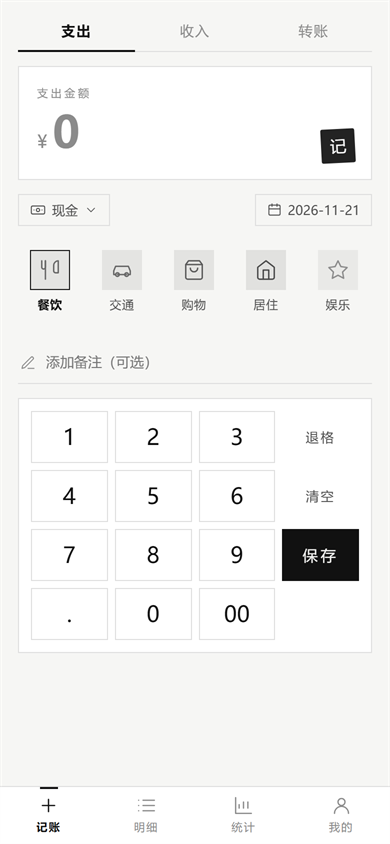 支出 收入 转账
支出金额
¥ 0
记
现金 2026-11-21
餐饮 交通 购物 居住 娱乐
添加备注（可选）
1 2 3 退格
4 5 6 清空
7 8 9 保存
. 0 00
记账 明细 统计 我的